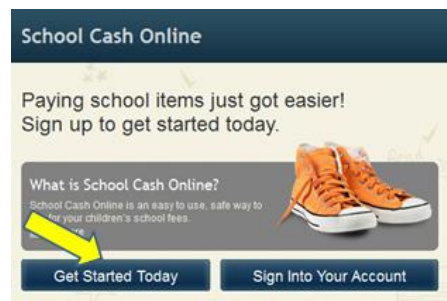 School Cash Online
Paying school items just got easier!
Sign up to get started today.
What is School Cash Online?
School Cash Online is an easy to use, safe way to
for your children's school fees.
Get Started Today
Sign Into Your Account